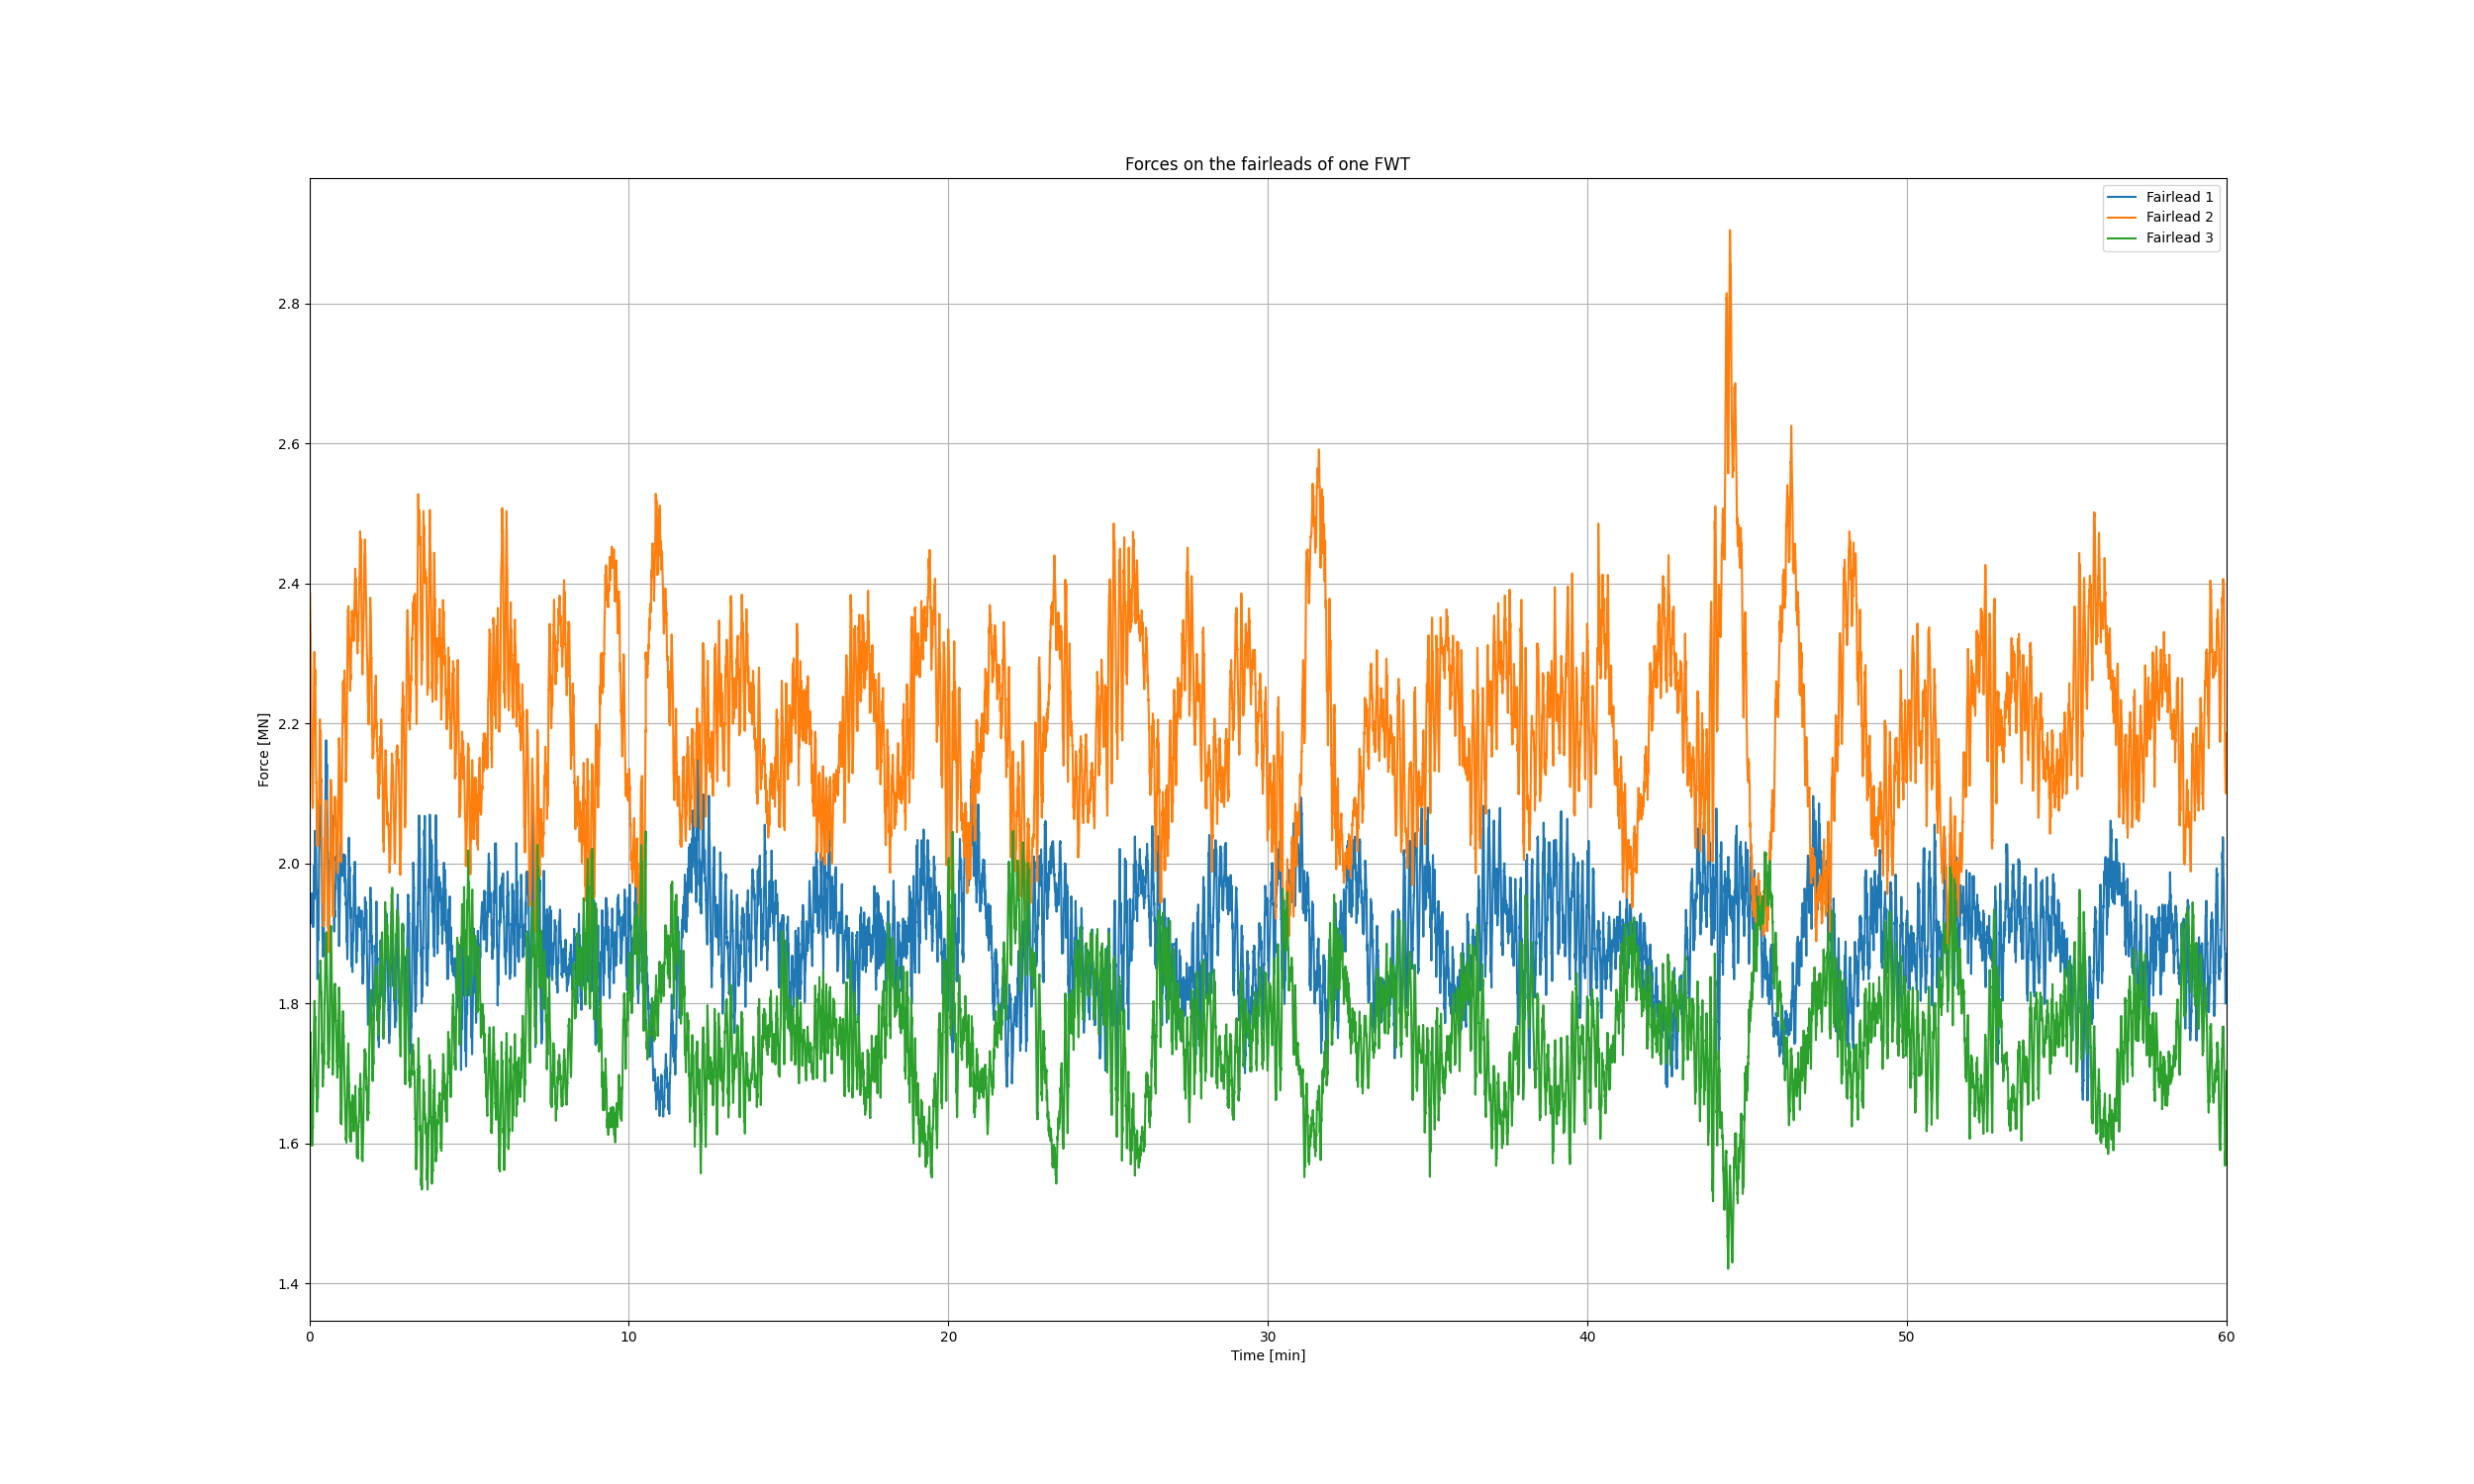 Forces on the fairleads of one FWT
Fairlead 1
Fairlead 2
Fairlead 3
Force [MN]
2.8
2.6
2.4
2.2
2.0
1.8
1.6
1.4
0 10 20 30 40 50 60
Time [min]